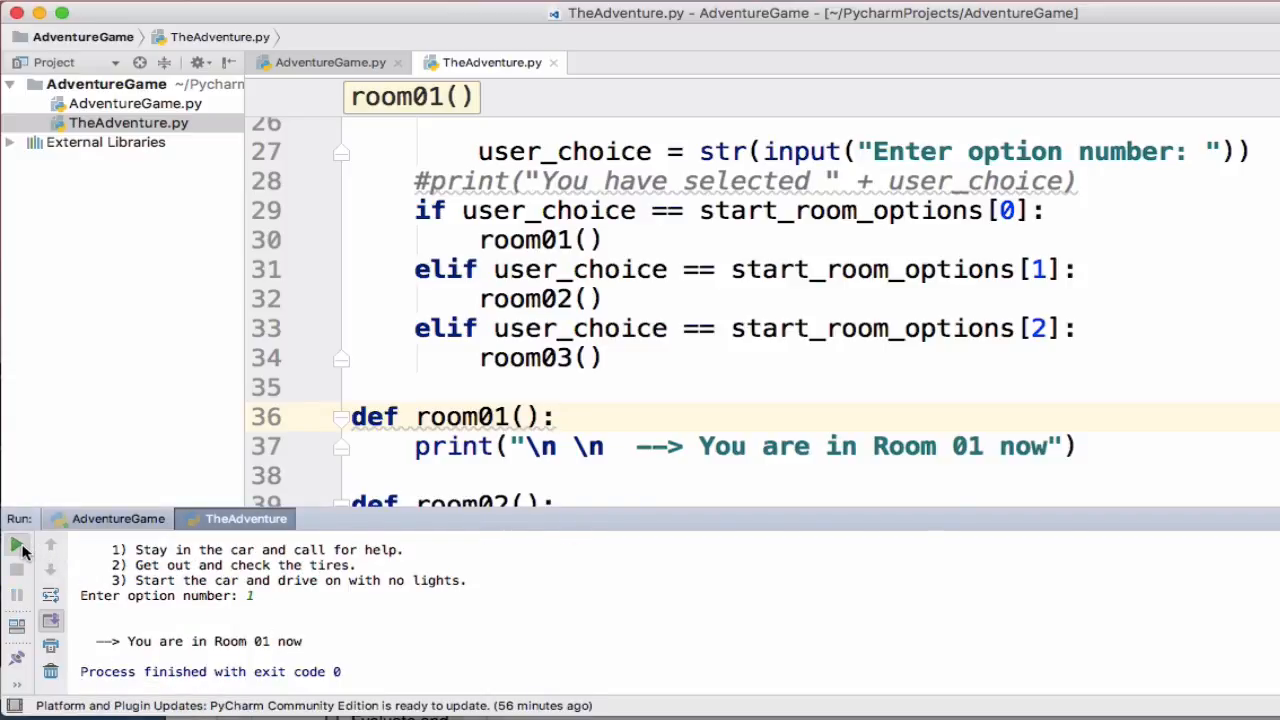 TheAdventure.py - AdventureGame - [~/PycharmProjects/AdventureGame]
AdventureGame
TheAdventure.py
Project
AdventureGame.py
TheAdventure.py
AdventureGame ~/Pycharm
AdventureGame.py
TheAdventure.py
External Libraries
room01()
26
27 user_choice = str(input("Enter option number: "))
28 #print("You have selected " + user_choice)
29 if user_choice == start_room_options[0]:
30 room01()
31 elif user_choice == start_room_options[1]:
32 room02()
33 elif user_choice == start_room_options[2]:
34 room03()
35
36 def room01():
37 print("\n \n  --> You are in Room 01 now")
38
39 def room02():
Run: AdventureGame TheAdventure
1) Stay in the car and call for help.
2) Get out and check the tires.
3) Start the car and drive on with no lights.
Enter option number: 1
--> You are in Room 01 now
Process finished with exit code 0
Platform and Plugin Updates: PyCharm Community Edition is ready to update. (56 minutes ago)
Evaluate and